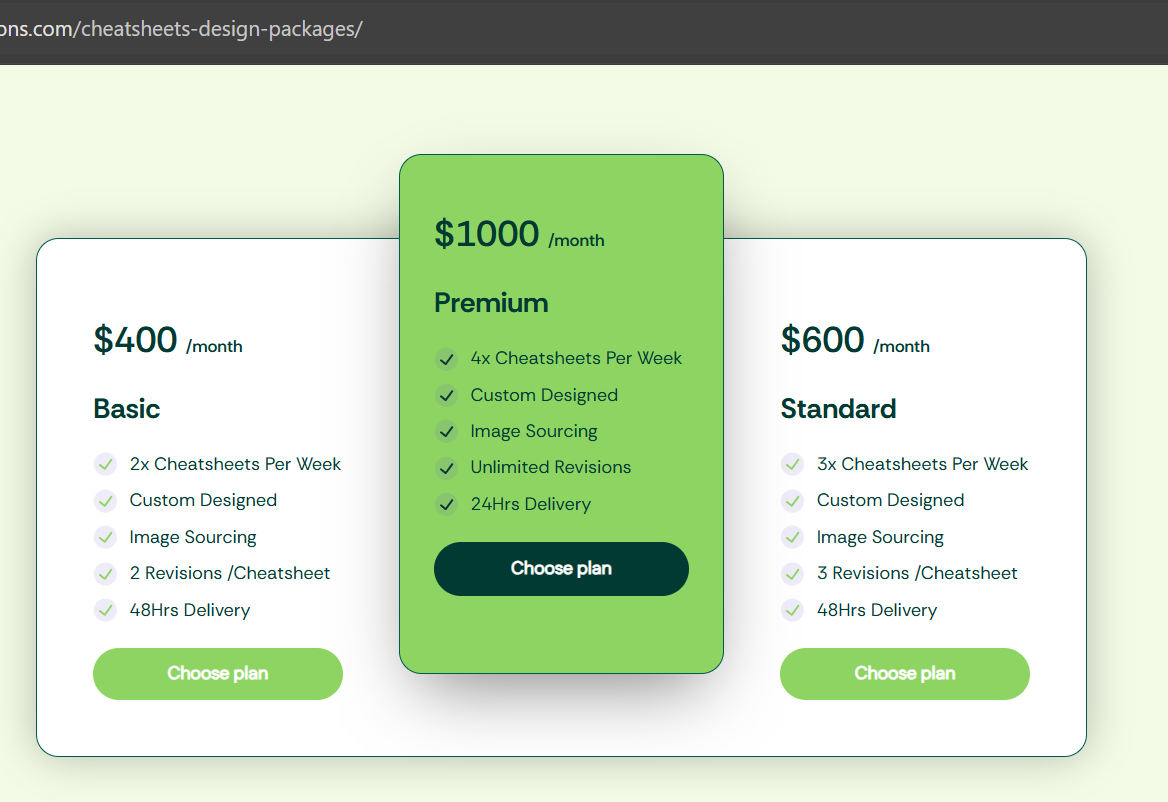 ons.com/cheatsheets-design-packages/
$400 /month
Basic
2x Cheatsheets Per Week
Custom Designed
Image Sourcing
2 Revisions /Cheatsheet
48Hrs Delivery
Choose plan
$1000 /month
Premium
4x Cheatsheets Per Week
Custom Designed
Image Sourcing
Unlimited Revisions
24Hrs Delivery
Choose plan
$600 /month
Standard
3x Cheatsheets Per Week
Custom Designed
Image Sourcing
3 Revisions /Cheatsheet
48Hrs Delivery
Choose plan